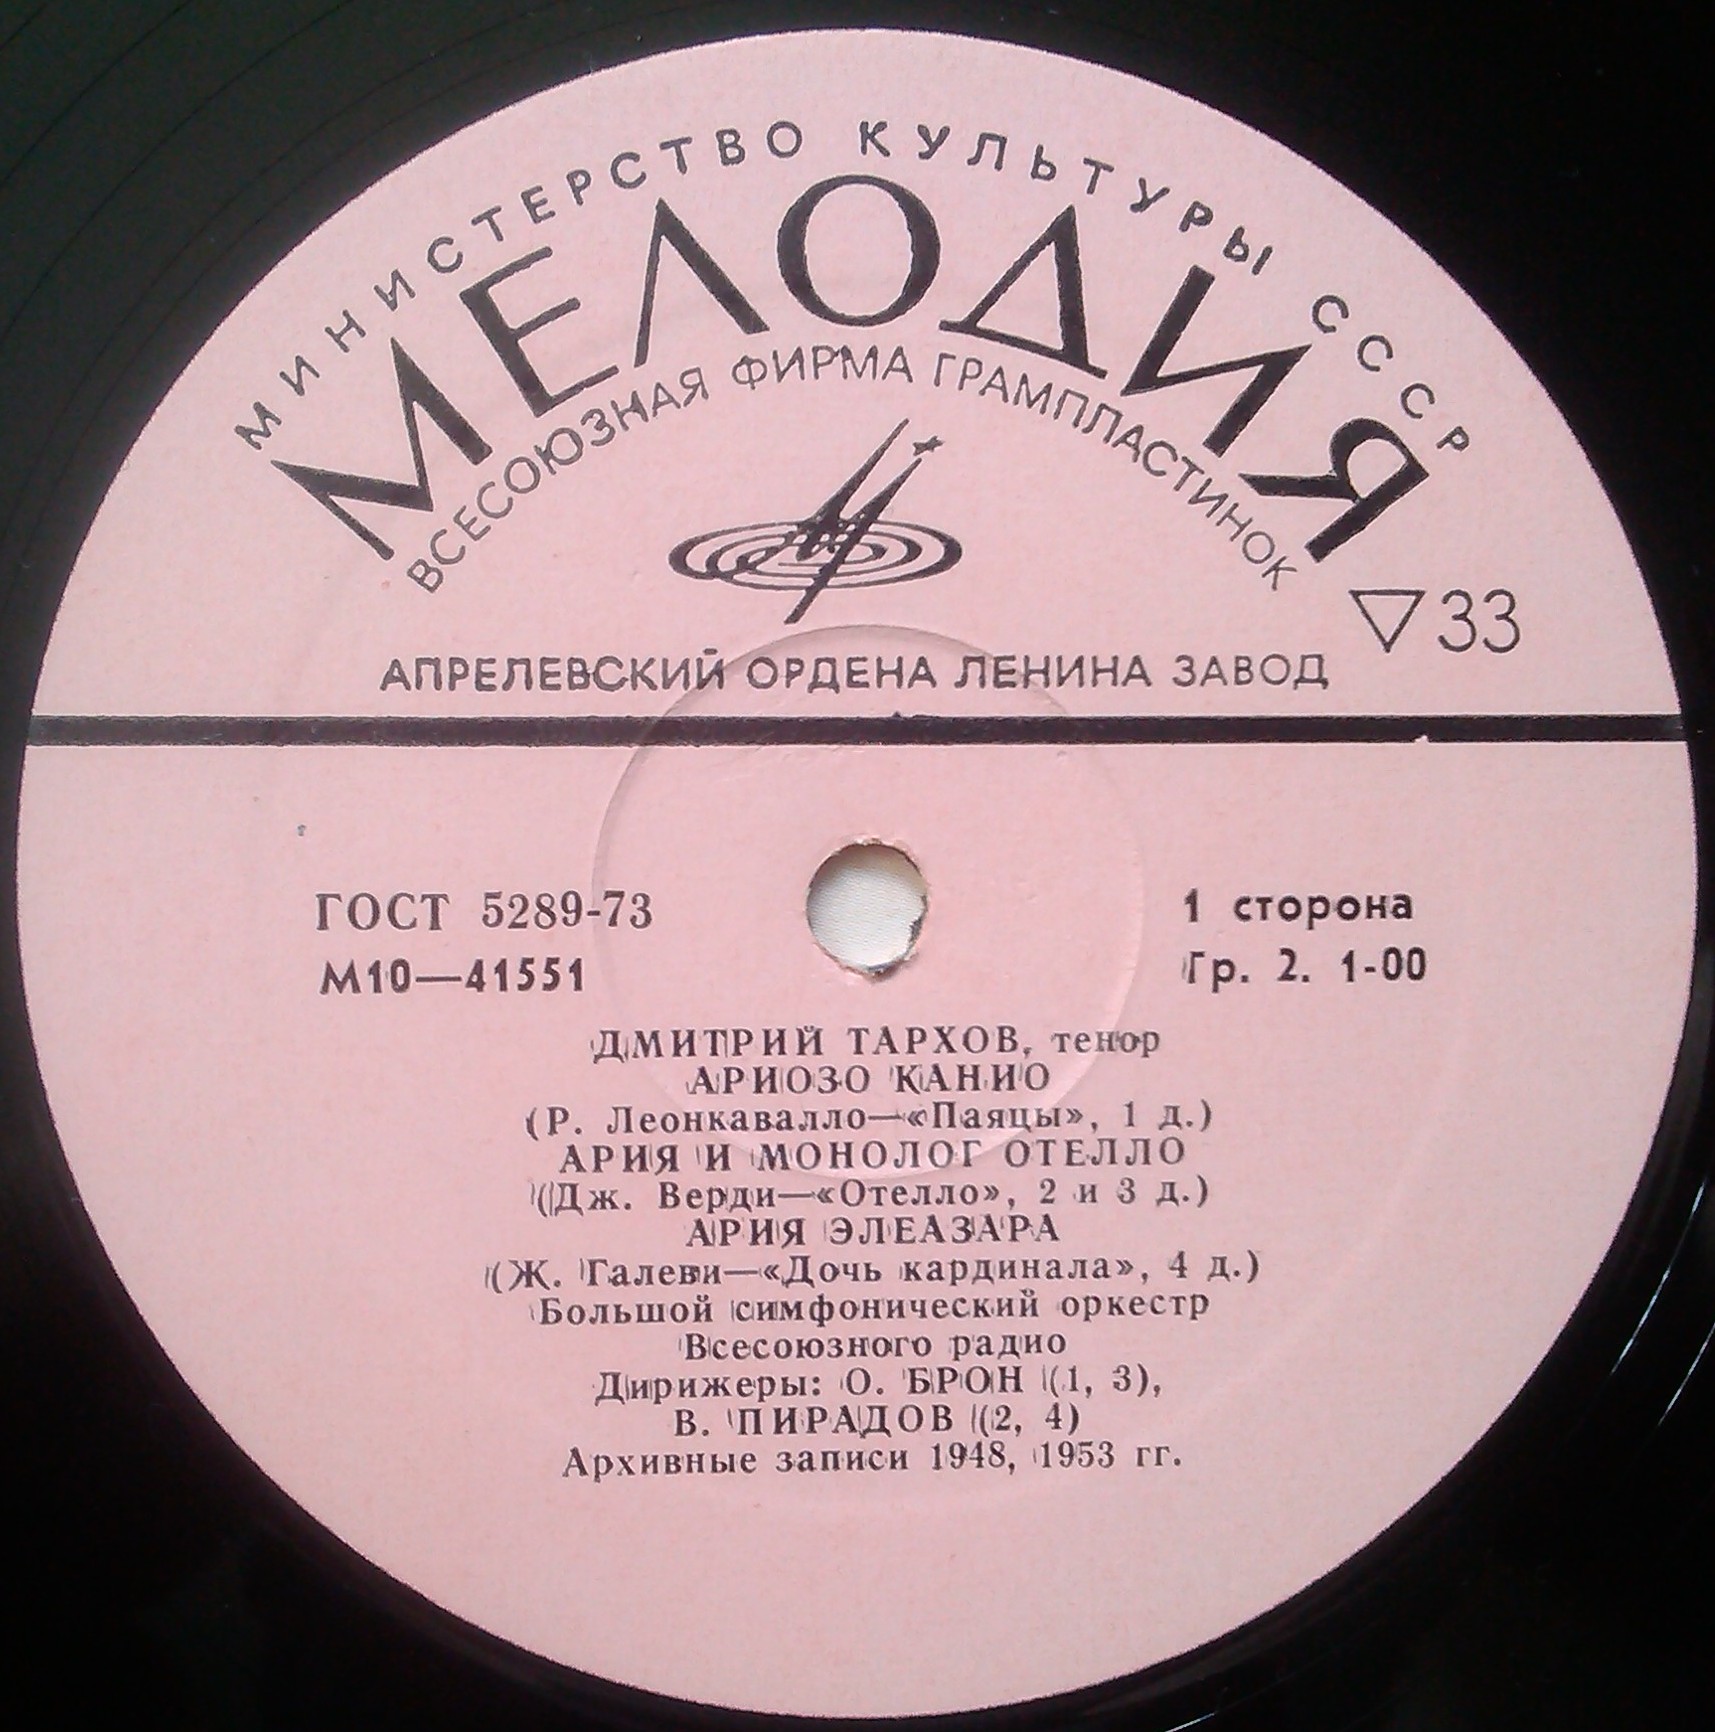 МИНИСТЕРСТВО КУЛЬТУРЫ СССР
МЕЛОДИЯ
ВСЕСОЮЗНАЯ ФИРМА ГРАМПЛАСТИНОК
▽33
АПРЕЛЕВСКИЙ ОРДЕНА ЛЕНИНА ЗАВОД
ГОСТ 5289-73
М10—41551
1 сторона
Гр. 2. 1-00
ДМИТРИЙ ТАРХОВ, тенор
АРИОЗО КАНИО
(Р. Леонкавалло—«Паяцы», 1 д.)
АРИЯ И МОНОЛОГ ОТЕЛЛО
(Дж. Верди—«Отелло», 2 и 3 д.)
АРИЯ ЭЛЕАЗАРА
(Ж. Галеви—«Дочь кардинала», 4 д.)
Большой симфонический оркестр
Всесоюзного радио
Дирижеры: О. БРОН (1, 3),
В. ПИРАДОВ (2, 4)
Архивные записи 1948, 1953 гг.